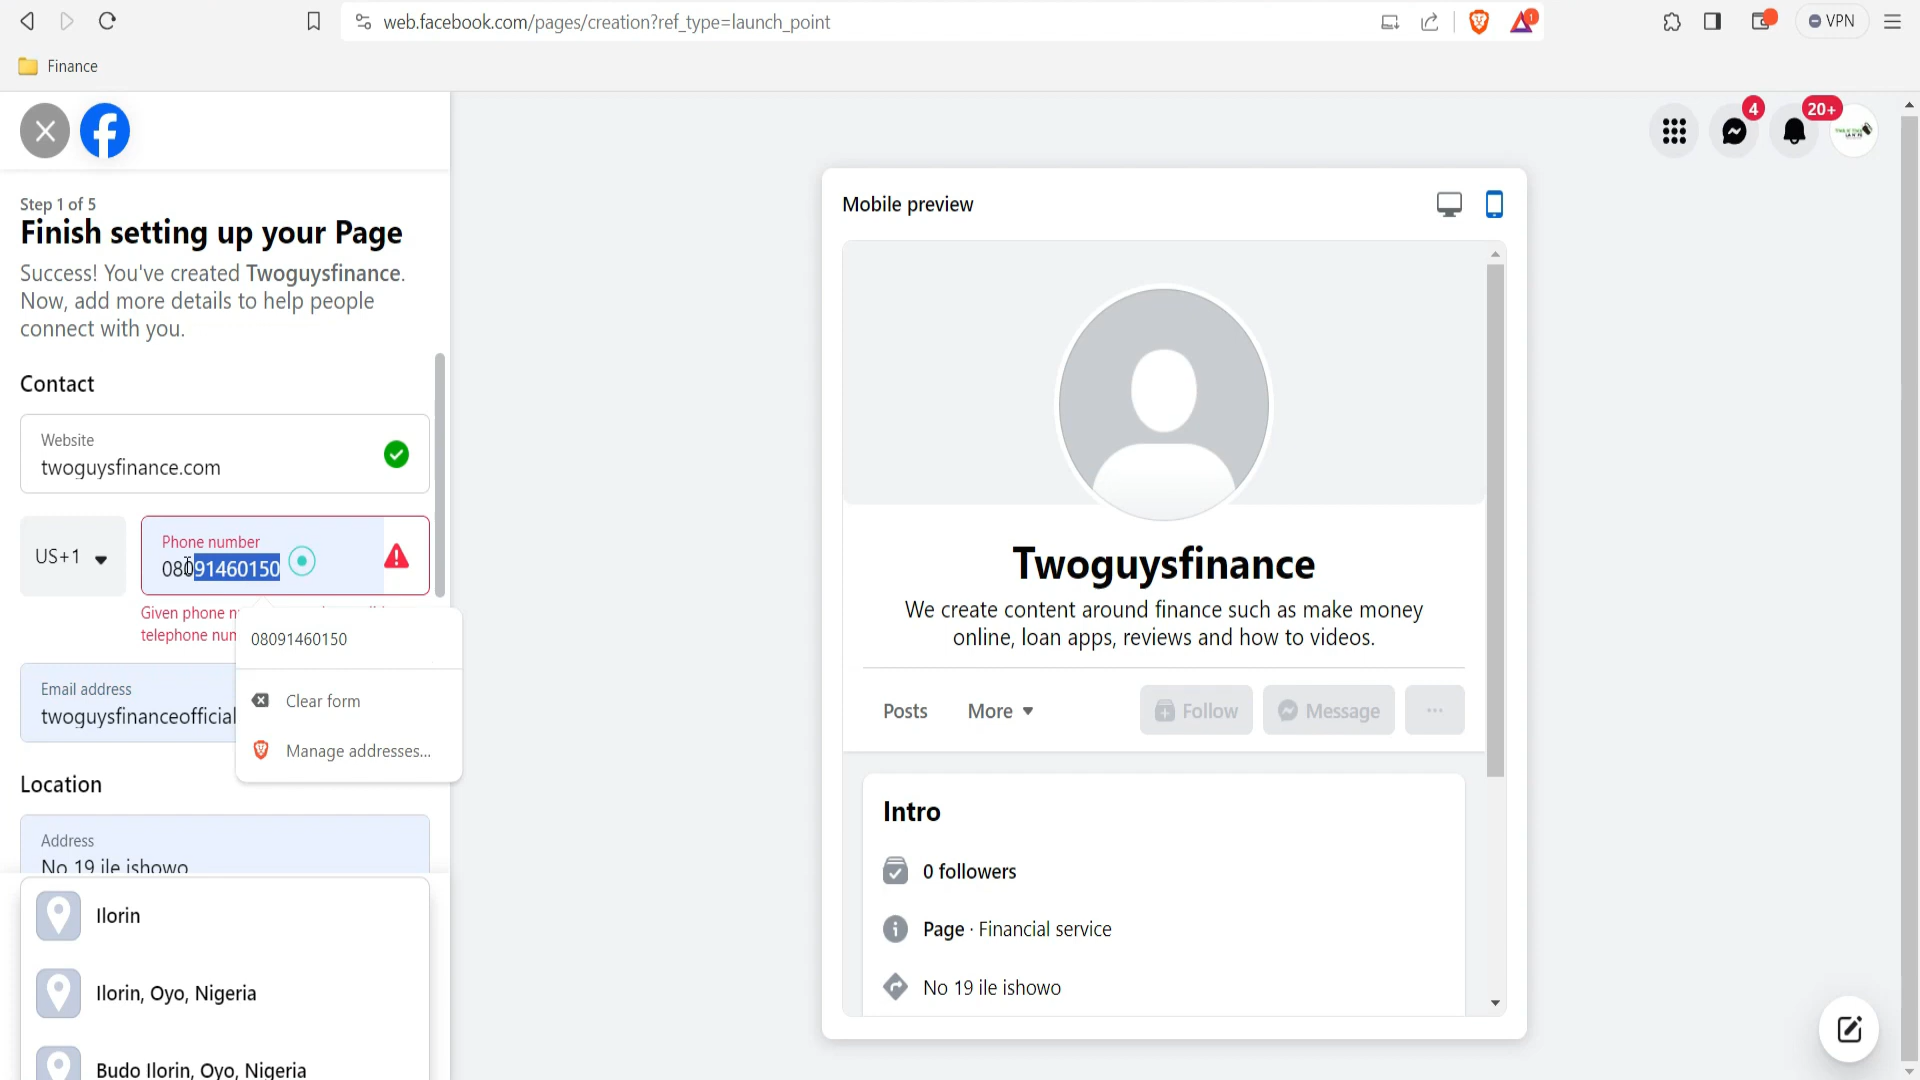 web.facebook.com/pages/creation?ref_type=launch_point
1
VPN
Finance
4
20+
Step 1 of 5
Finish setting up your Page
Success! You've created Twoguysfinance.
Now, add more details to help people
connect with you.
Contact
Website
twoguysfinance.com
US+1
Phone number
08091460150
Given phone
telephone
08091460150
Clear form
Manage addresses...
Email address
twoguysfinanceofficial
Location
Address
No 19 ile ishowo
Ilorin
Ilorin, Oyo, Nigeria
Budo Ilorin, Oyo, Nigeria
Mobile preview
Twoguysfinance
We create content around finance such as make money
online, loan apps, reviews and how to videos.
Posts
More
Follow
Message
Intro
0 followers
Page · Financial service
No 19 ile ishowo